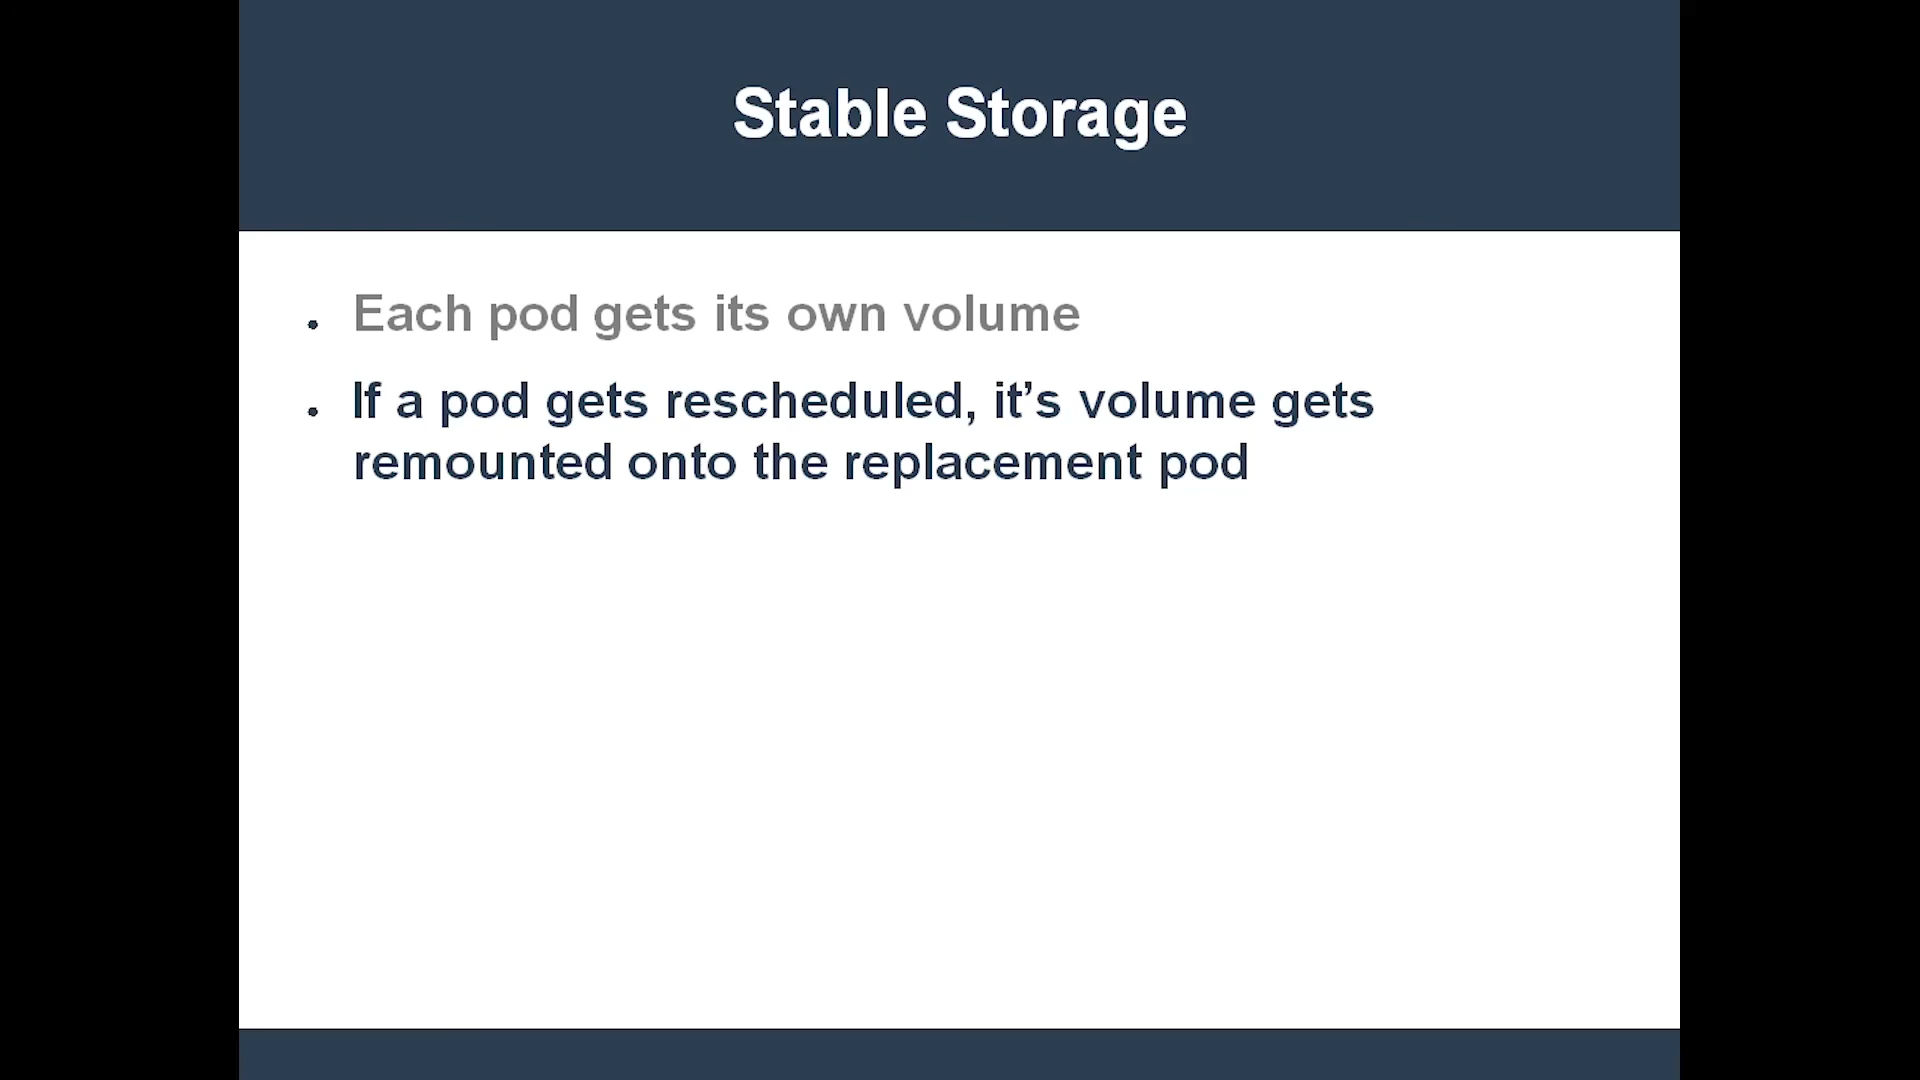 Stable Storage
Each pod gets its own volume
If a pod gets rescheduled, it’s volume gets
remounted onto the replacement pod